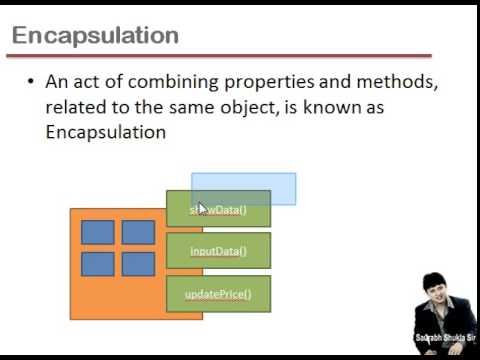 Encapsulation
• An act of combining properties and methods,
related to the same object, is known as
Encapsulation
showData()
inputData()
updatePrice()
Saurabh Shukla Sir